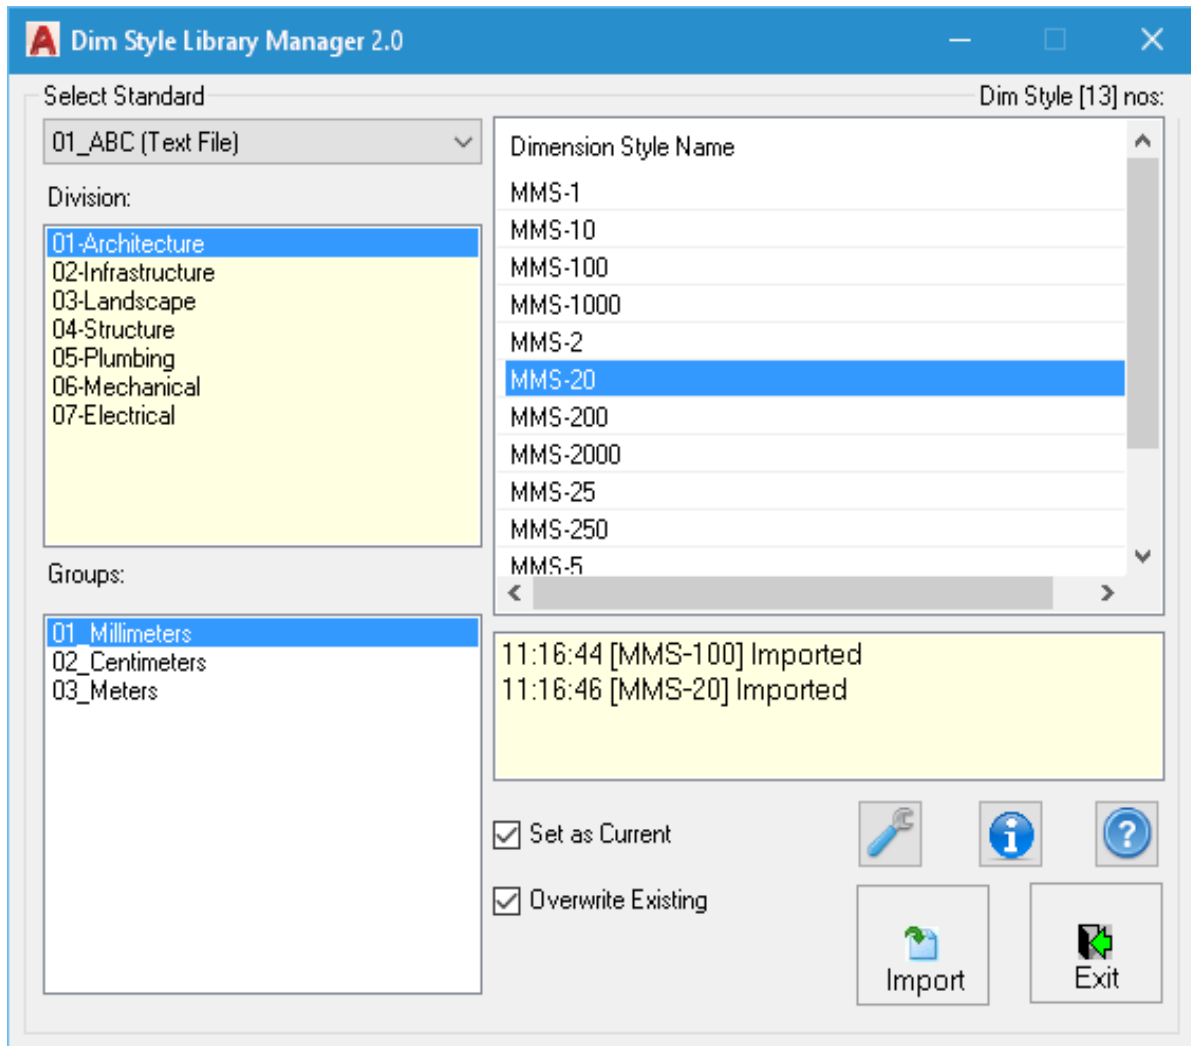 Dim Style Library Manager 2.0
Select Standard
Dim Style [13] nos:
01_ABC (Text File)
Division:
01-Architecture
02-Infrastructure
03-Landscape
04-Structure
05-Plumbing
06-Mechanical
07-Electrical
Groups:
01_Millimeters
02_Centimeters
03_Meters
Dimension Style Name
MMS-1
MMS-10
MMS-100
MMS-1000
MMS-2
MMS-20
MMS-200
MMS-2000
MMS-25
MMS-250
MMS-5
11:16:44 [MMS-100] Imported
11:16:46 [MMS-20] Imported
Set as Current
Overwrite Existing
Import
Exit